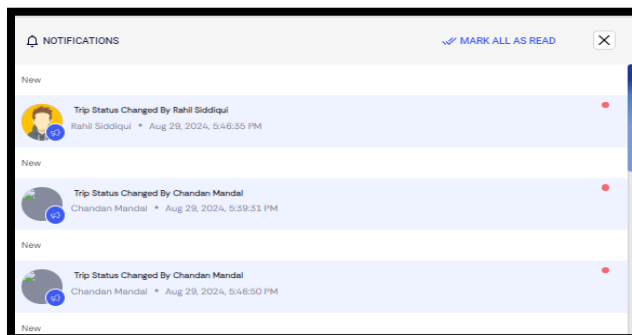 NOTIFICATIONS MARK ALL AS READ
New
Trip Status Changed By Rahil Siddiqui
Rahil Siddiqui • Aug 29, 2024, 5:46:35 PM
New
Trip Status Changed By Chandan Mandal
Chandan Mandal • Aug 29, 2024, 5:39:31 PM
New
Trip Status Changed By Chandan Mandal
Chandan Mandal • Aug 29, 2024, 5:46:50 PM
New